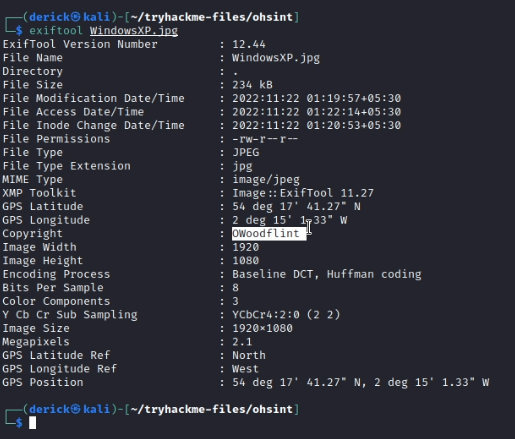 ┌──(derick㉿kali)-[~/tryhackme-files/ohsint]
└─$ exiftool WindowsXP.jpg
ExifTool Version Number : 12.44
File Name : WindowsXP.jpg
Directory : .
File Size : 234 kB
File Modification Date/Time : 2022:11:22 01:19:57+05:30
File Access Date/Time : 2022:11:22 01:22:14+05:30
File Inode Change Date/Time : 2022:11:22 01:20:53+05:30
File Permissions : -rw-r--r--
File Type : JPEG
File Type Extension : jpg
MIME Type : image/jpeg
XMP Toolkit : Image::ExifTool 11.27
GPS Latitude : 54 deg 17' 41.27" N
GPS Longitude : 2 deg 15' 1.33" W
Copyright : OWoodflint
Image Width : 1920
Image Height : 1080
Encoding Process : Baseline DCT, Huffman coding
Bits Per Sample : 8
Color Components : 3
Y Cb Cr Sub Sampling : YCbCr4:2:0 (2 2)
Image Size : 1920×1080
Megapixels : 2.1
GPS Latitude Ref : North
GPS Longitude Ref : West
GPS Position : 54 deg 17' 41.27" N, 2 deg 15' 1.33" W
┌──(derick㉿kali)-[~/tryhackme-files/ohsint]
└─$